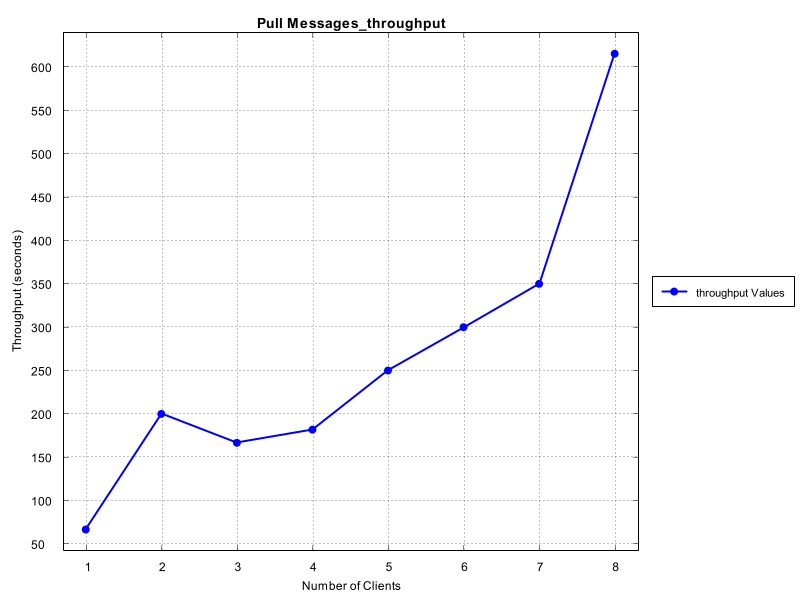 Pull Messages_throughput
600
550
500
450
400
350
300
250
200
150
100
50
Throughput (seconds)
1 2 3 4 5 6 7 8
Number of Clients
throughput Values